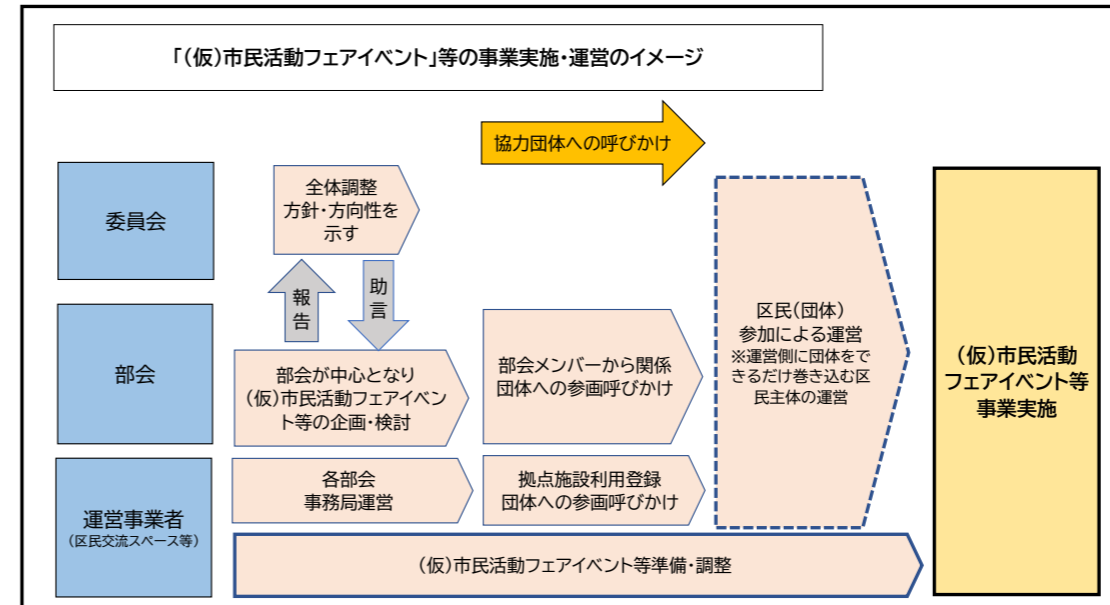 「(仮)市民活動フェアイベント」等の事業実施・運営のイメージ
協力団体への呼びかけ
委員会
全体調整
方針・方向性を
示す
報告
助言
部会
部会が中心となり
(仮)市民活動フェアイベン
ト等の企画・検討
部会メンバーから関係
団体への参画呼びかけ
区民(団体)
参加による運営
※運営側に団体をで
きるだけ巻き込む区
民主体の運営
(仮)市民活動
フェアイベント等
事業実施
運営事業者
(区民交流スペース等)
各部会
事務局運営
拠点施設利用登録
団体への参画呼びかけ
(仮)市民活動フェアイベント等準備・調整